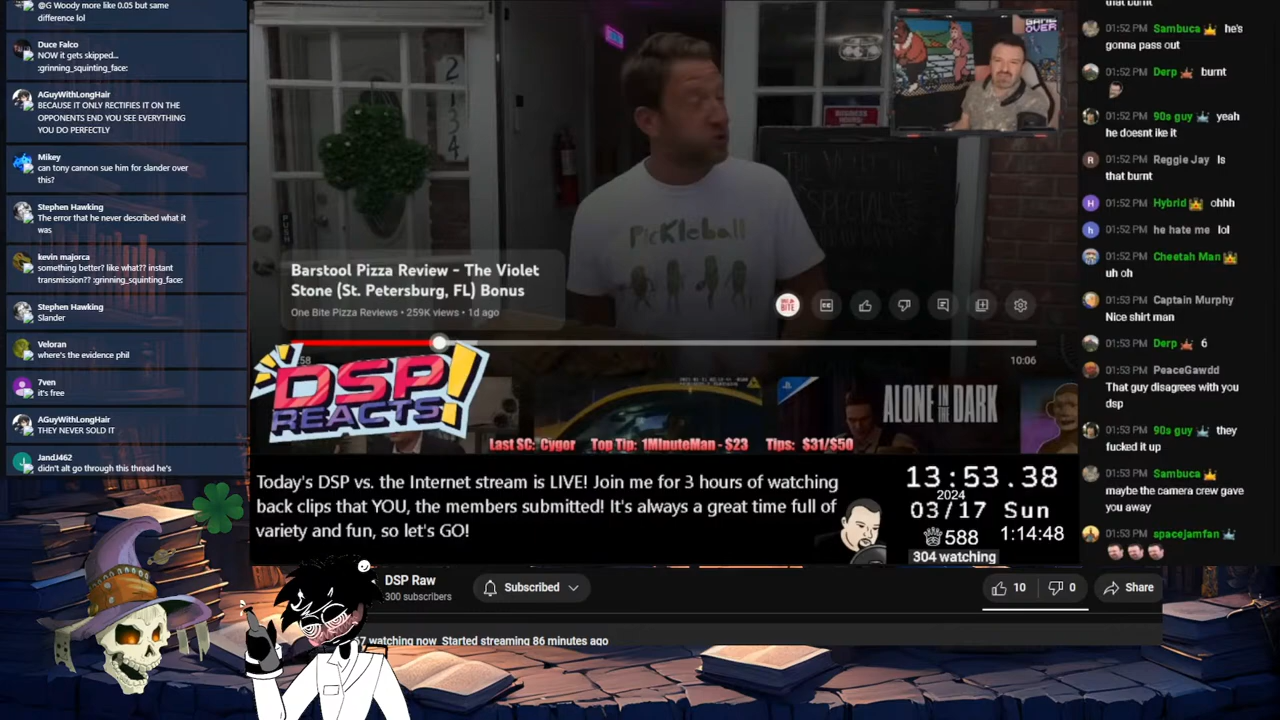 @G Woody more like 0.05 but same
difference lol
Duce Falco
NOW it gets skipped...
:grinning_squinting_face:
AGuyWithLongHair
BECAUSE IT ONLY RECTIFIES IT ON THE
OPPONENTS END YOU SEE EVERYTHING
YOU DO PERFECTLY
Mikey
can tony cannon sue him for slander over
this?
Stephen Hawking
The error that he never described what it
was
kevin majorca
something better? like what?? instant
transmission?? :grinning_squinting_face:
Stephen Hawking
Slander
Veloran
where's the evidence phil
7ven
it's free
AGuyWithLongHair
THEY NEVER SOLD IT
JandJ462
didn't alt go through this thread he's
2
3
4
PUSH
GAME
OVER
BUSINESS HOURS
SPECIALS
PicKleball
Barstool Pizza Review - The Violet
Stone (St. Petersburg, FL) Bonus
One Bite Pizza Reviews • 259K views • 1d ago
BITE
CC
:58
10:06
DSP
REACTS!
ALONE IN THE DARK
Last SC: Cygor Top Tip: 1MinuteMan - $23 Tips: $31/$50
Today's DSP vs. the Internet stream is LIVE! Join me for 3 hours of watching
back clips that YOU, the members submitted! It's always a great time full of
variety and fun, so let's GO!
13:53.38
2024
03/17 Sun
588
1:14:48
304 watching
DSP Raw
300 subscribers
Subscribed
10
0
Share
7 watching now Started streaming 86 minutes ago
that burnt
01:52 PM Sambuca he's
gonna pass out
01:52 PM Derp burnt
01:52 PM 90s guy yeah
he doesnt like it
01:52 PM Reggie Jay Is
that burnt
01:52 PM Hybrid ohhh
01:52 PM he hate me lol
01:52 PM Cheetah Man
uh oh
01:53 PM Captain Murphy
Nice shirt man
01:53 PM Derp 6
01:53 PM PeaceGawdd
That guy disagrees with you
dsp
01:53 PM 90s guy they
fucked it up
01:53 PM Sambuca
maybe the camera crew gave
you away
01:53 PM spacejamfan